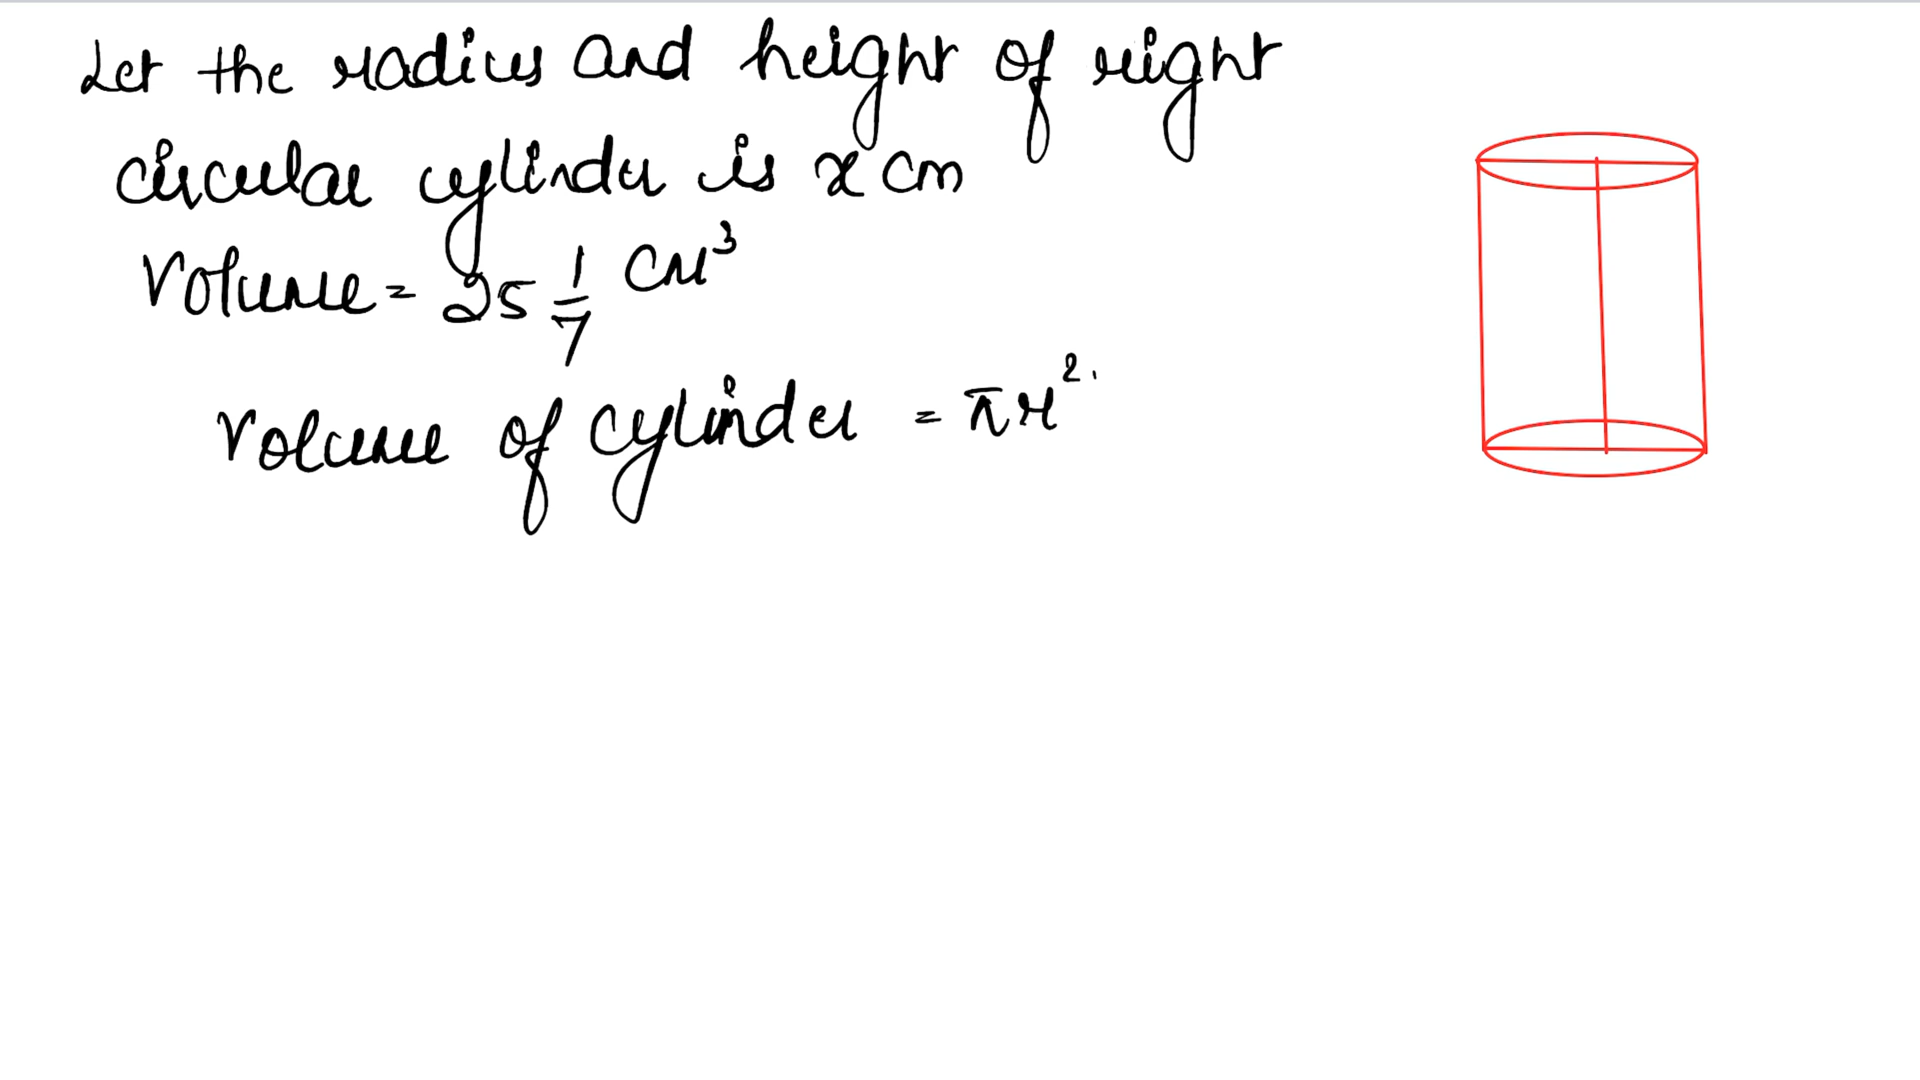 Let the radius and height of right
circular cylinder is x cm
Volume = 25 1/7 cm³
Volume of cylinder = πr²